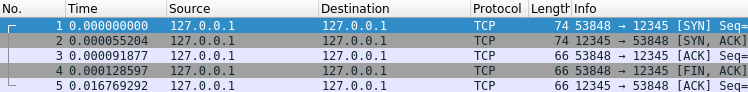 No. Time Source Destination Protocol Length Info
1 0.000000000 127.0.0.1 127.0.0.1 TCP 74 53848 → 12345 [SYN] Seq=
2 0.000055204 127.0.0.1 127.0.0.1 TCP 74 12345 → 53848 [SYN, ACK]
3 0.000091877 127.0.0.1 127.0.0.1 TCP 66 53848 → 12345 [ACK] Seq=
4 0.000128597 127.0.0.1 127.0.0.1 TCP 66 53848 → 12345 [FIN, ACK]
5 0.016769292 127.0.0.1 127.0.0.1 TCP 66 12345 → 53848 [ACK] Seq=